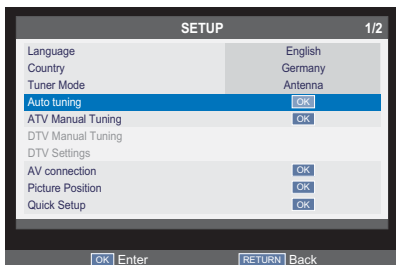 SETUP 1/2
Language English
Country Germany
Tuner Mode Antenna
Auto tuning OK
ATV Manual Tuning OK
DTV Manual Tuning
DTV Settings
AV connection OK
Picture Position OK
Quick Setup OK
OK Enter RETURN Back